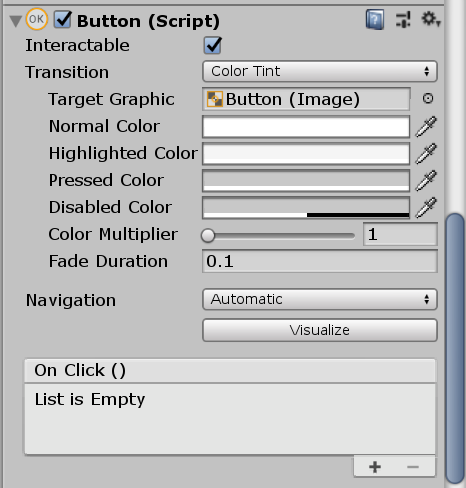 OK Button (Script)
Interactable
Transition Color Tint
Target Graphic Button (Image)
Normal Color
Highlighted Color
Pressed Color
Disabled Color
Color Multiplier 1
Fade Duration 0.1
Navigation Automatic
Visualize
On Click ()
List is Empty
+ −